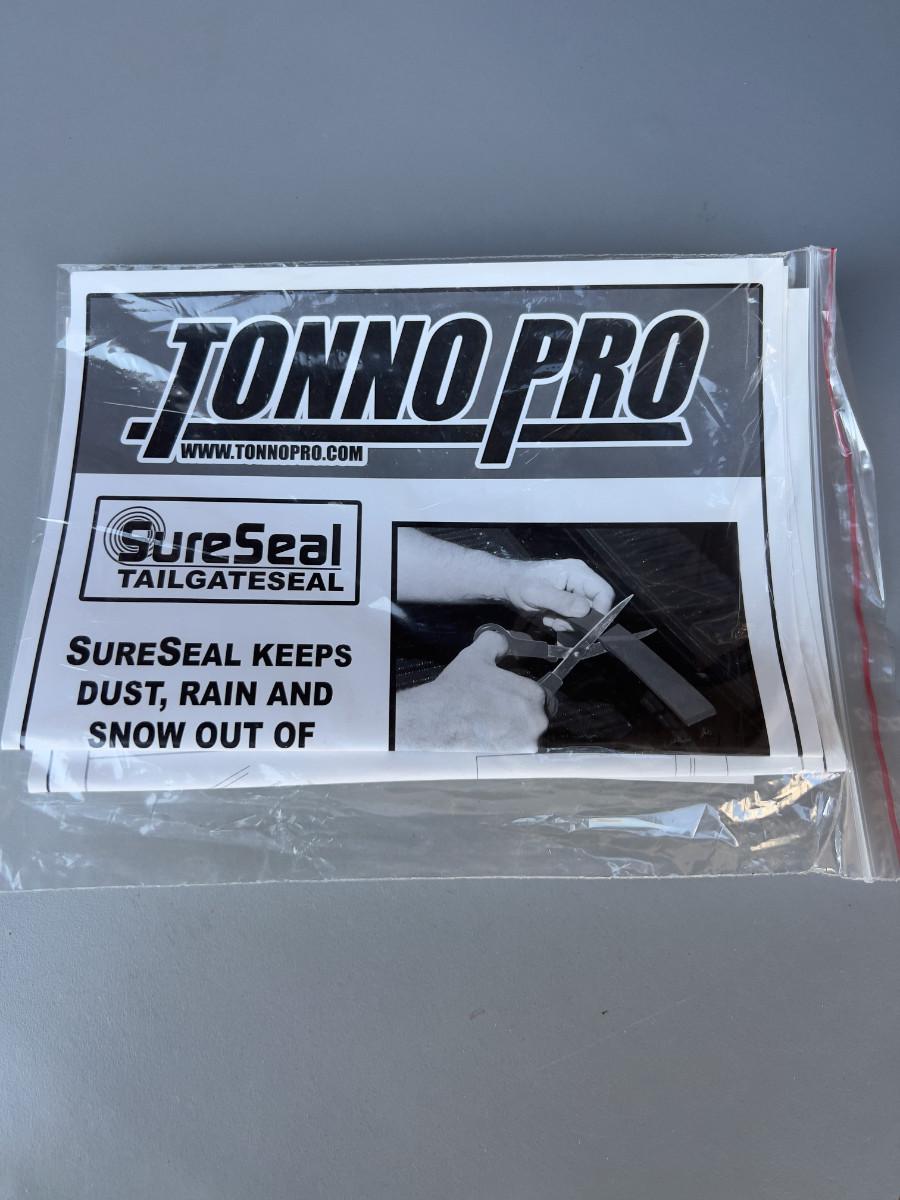 TONNO PRO
WWW.TONNOPRO.COM
SureSeal
TAILGATESEAL
SURESEAL KEEPS
DUST, RAIN AND
SNOW OUT OF